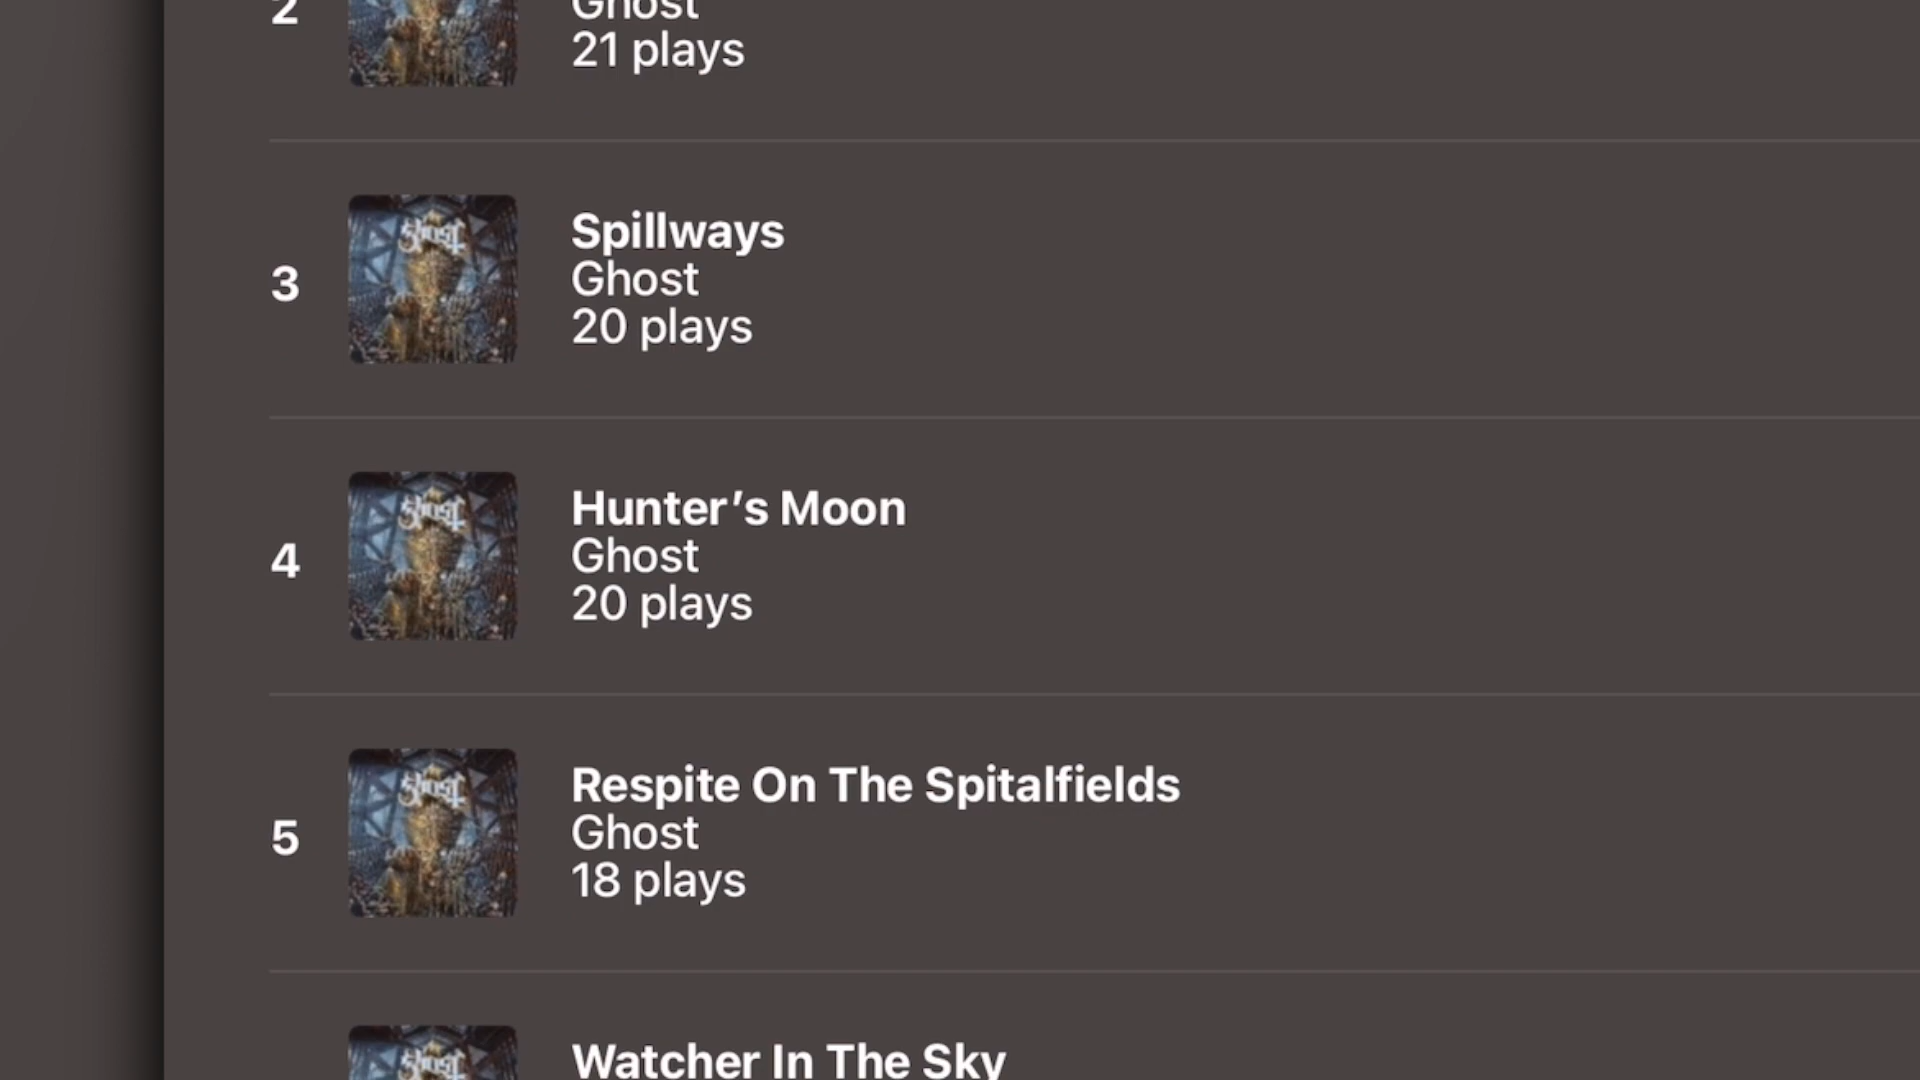 2
Ghost
21 plays
3
Spillways
Ghost
20 plays
4
Hunter’s Moon
Ghost
20 plays
5
Respite On The Spitalfields
Ghost
18 plays
Watcher In The Sky